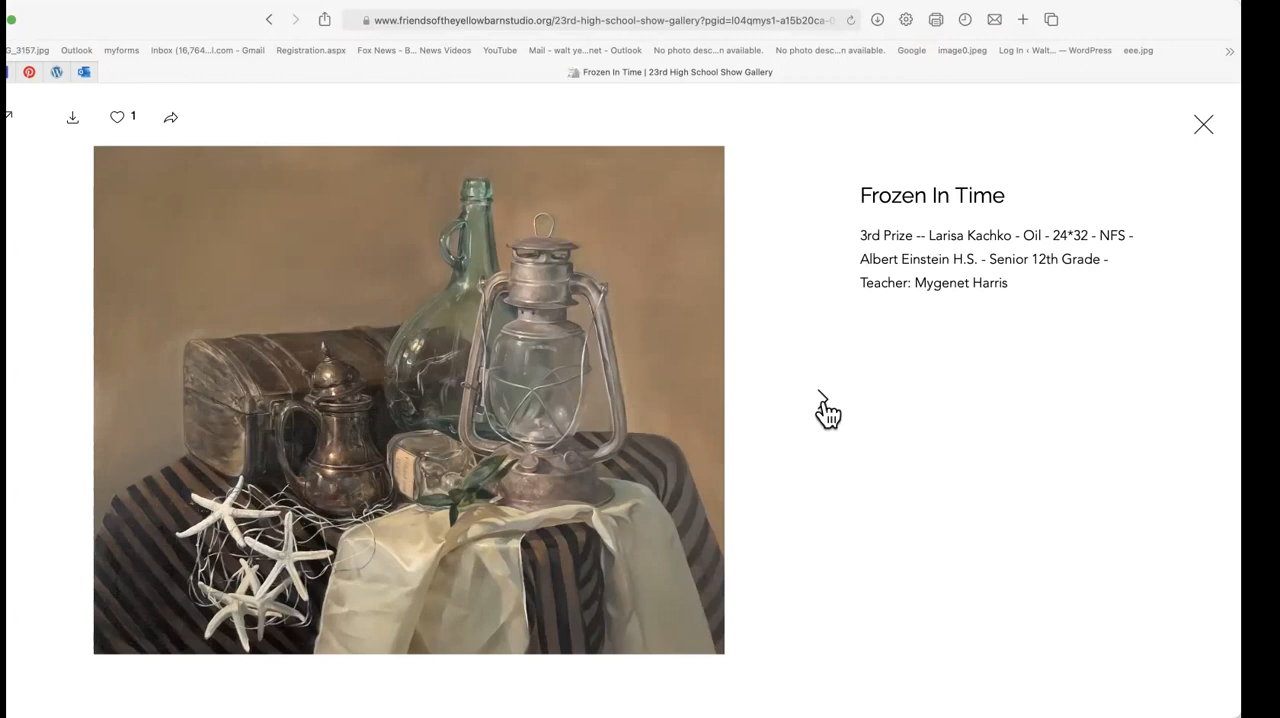 www.friendsoftheyellowbarnstudio.org/23rd-high-school-show-gallery?pgid=l04qmys1-a15b20ca-
G_3157.jpg Outlook myforms Inbox (16,764...l.com - Gmail Registration.aspx Fox News - B... News Videos YouTube Mail - walt ye...net - Outlook No photo desc...n available. No photo desc...n available. Google image0.jpeg Log In ‹ Walt... — WordPress eee.jpg
Frozen In Time | 23rd High School Show Gallery
1
Frozen In Time
3rd Prize -- Larisa Kachko - Oil - 24*32 - NFS -
Albert Einstein H.S. - Senior 12th Grade -
Teacher: Mygenet Harris